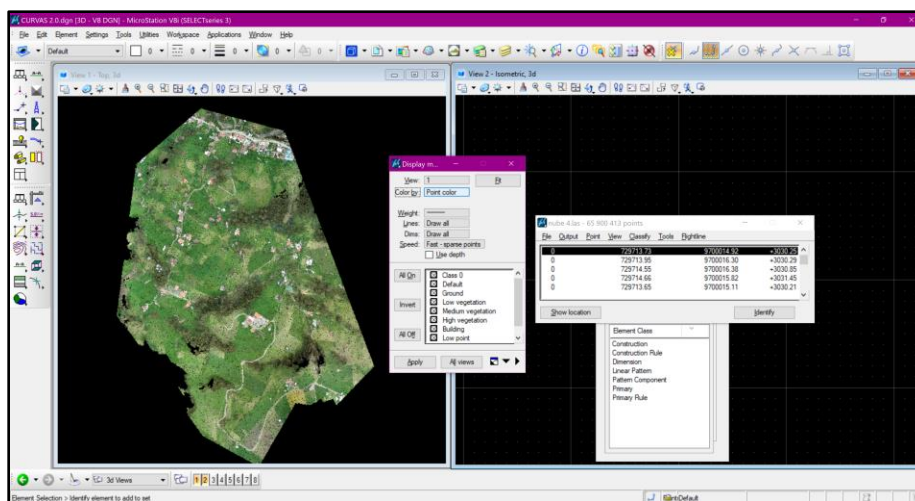 CURVAS 2.0.dgn [3D - V8 DGN] - MicroStation V8i (SELECTseries 3)
File Edit Element Settings Tools Utilities Workspace Applications Window Help
Default 0 0 0 0 0
View 1 - Top, 3d
View 2 - Isometric, 3d
Display m...
View: 1 Fit
Color by: Point color
Weight:
Lines: Draw all
Dims: Draw all
Speed: Fast - sparse points
Use depth
All On
Invert
All Off
Class 0
Default
Ground
Low vegetation
Medium vegetation
High vegetation
Building
Low point
Apply All views
nube 4.las - 65 900 413 points
File Output Point View Classify Tools Flightline
0 729713.73 9700014.92 +3030.25
0 729713.95 9700016.30 +3030.29
0 729714.55 9700016.38 +3030.85
0 729714.66 9700015.82 +3031.45
0 729713.65 9700015.11 +3030.21
Show location Identify
Element Class
Construction
Construction Rule
Dimension
Linear Pattern
Pattern Component
Primary
Primary Rule
3d Views 1 2 3 4 5 6 7 8
Element Selection > Identify element to add to set
Default